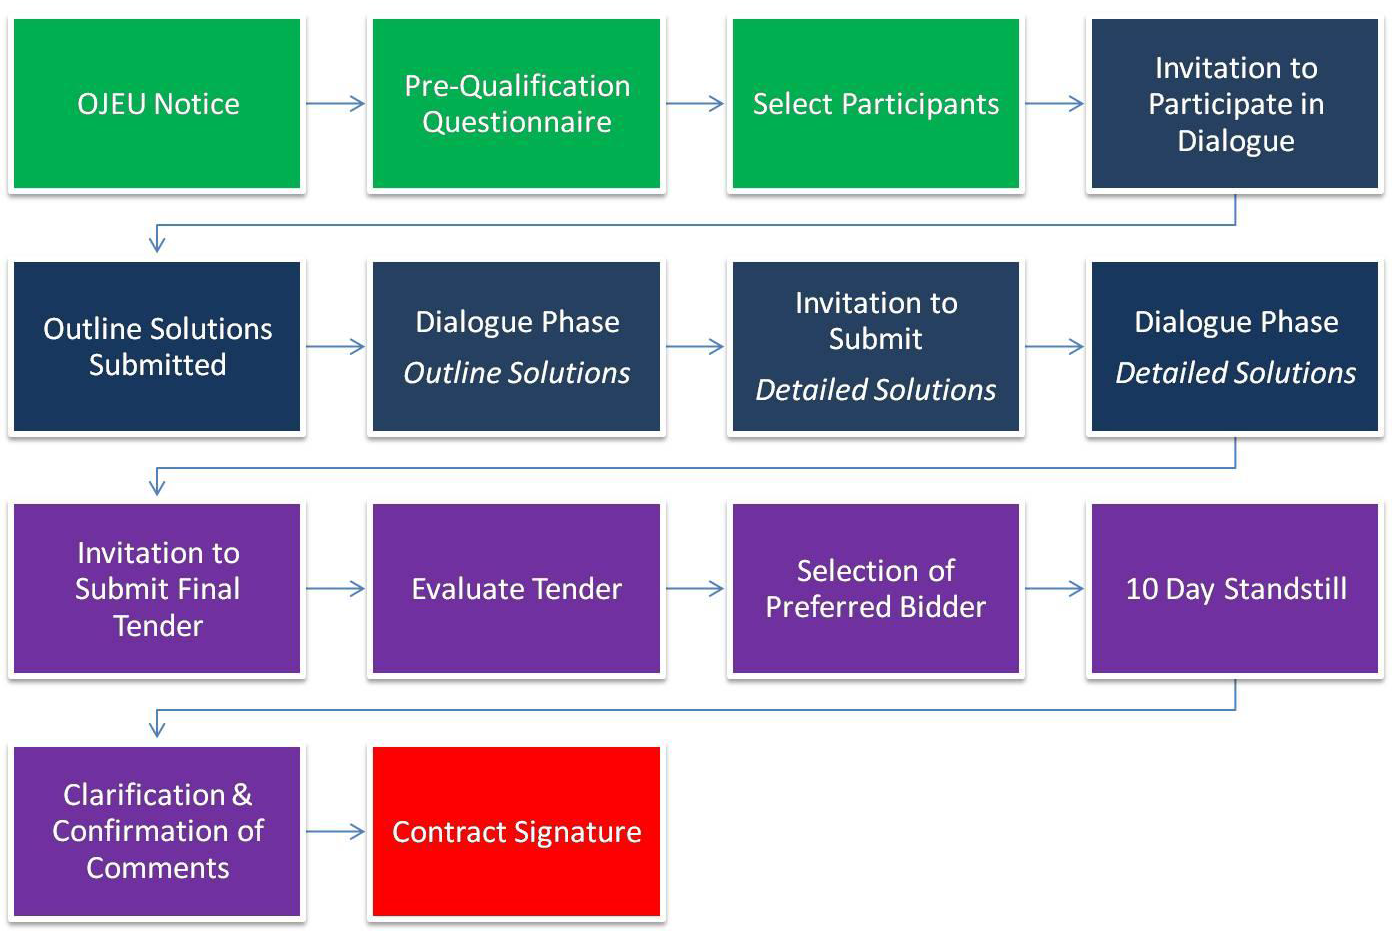 OJEU Notice
Pre-Qualification
Questionnaire
Select Participants
Invitation to
Participate in
Dialogue
Outline Solutions
Submitted
Dialogue Phase
Outline Solutions
Invitation to
Submit
Detailed Solutions
Dialogue Phase
Detailed Solutions
Invitation to
Submit Final
Tender
Evaluate Tender
Selection of
Preferred Bidder
10 Day Standstill
Clarification &
Confirmation of
Comments
Contract Signature